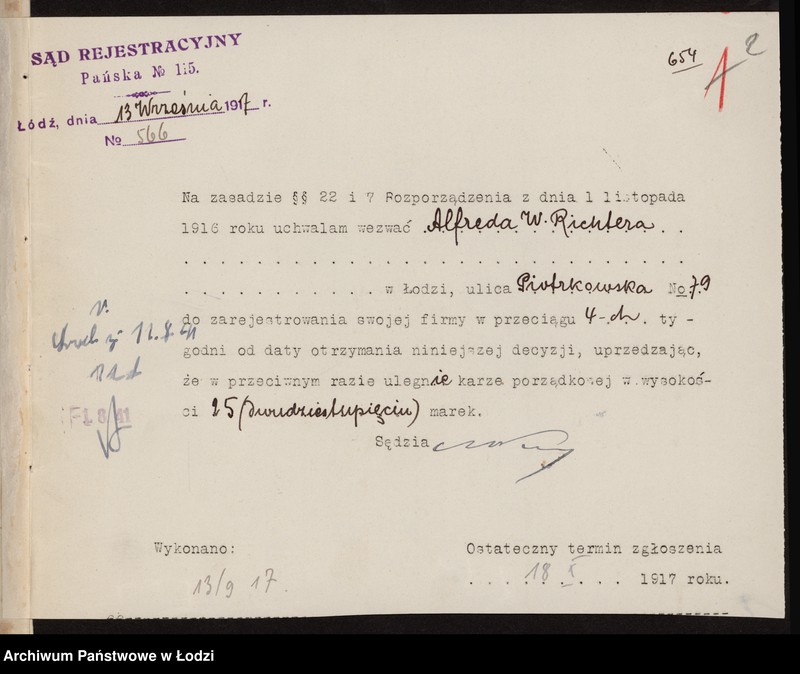 SĄD REJESTRACYJNY
Pańska № 115.
Łódź, dnia 13 Września 1917 r.
№ 566
654
1 2
Na zasadzie §§ 22 i 7 Rozporządzenia z dnia 1 listopada
1916 roku uchwalam wezwać Alfreda W. Richtera . .
. . . . . . . . . . . . w Łodzi, ulica Piotrkowska No 79
do zarejestrowania swojej firmy w przeciągu 4-ch. ty -
godni od daty otrzymania niniejszej decyzji, uprzedzając,
że w przeciwnym razie ulegnie karze porządkowej w wysokoś-
ci 25 (dwudziestupięciu) marek.
Sędzia
Wykonano:
13/9 17.
Ostateczny termin zgłoszenia
18 X 1917 roku.
Archiwum Państwowe w Łodzi